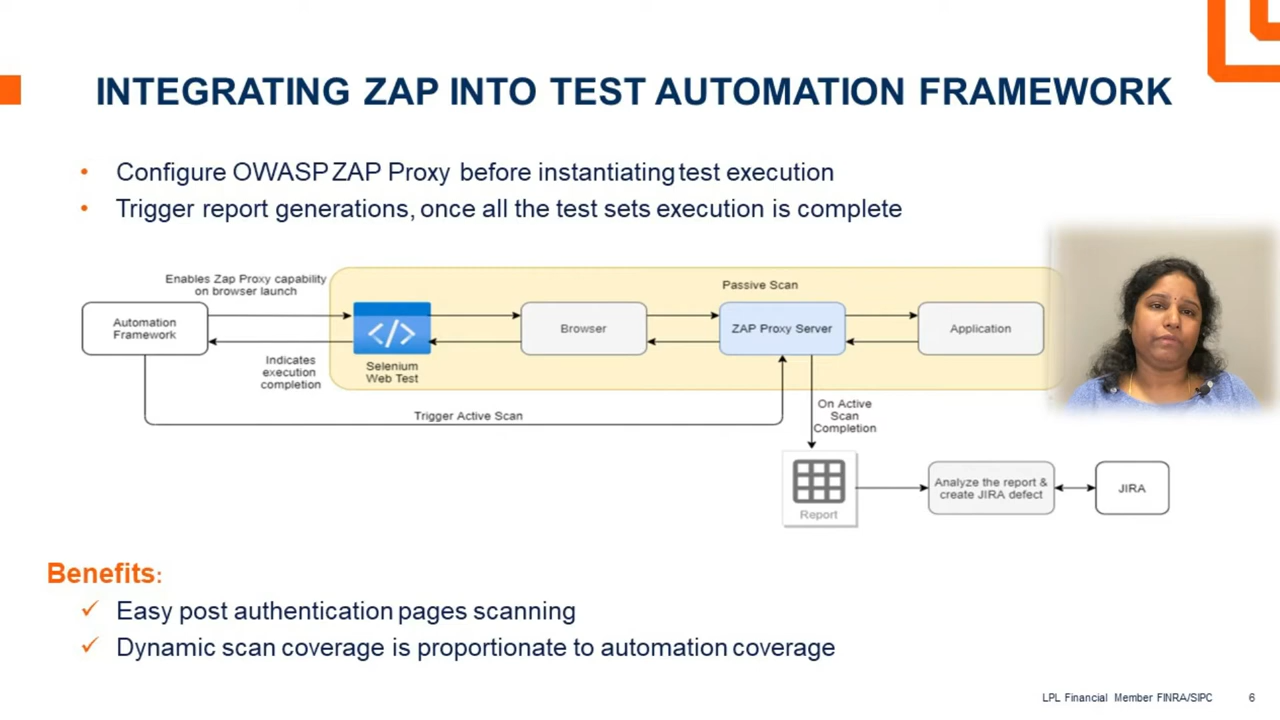 INTEGRATING ZAP INTO TEST AUTOMATION FRAMEWORK
• Configure OWASP ZAP Proxy before instantiating test execution
• Trigger report generations, once all the test sets execution is complete
Enables Zap Proxy capability
on browser launch
Passive Scan
Automation
Framework
</>
Browser
ZAP Proxy Server
Application
Indicates
execution
completion
Selenium
Web Test
Trigger Active Scan
On Active
Scan
Completion
Report
Analyze the report &
create JIRA defect
JIRA
Benefits:
✓ Easy post authentication pages scanning
✓ Dynamic scan coverage is proportionate to automation coverage
LPL Financial Member FINRA/SIPC 6